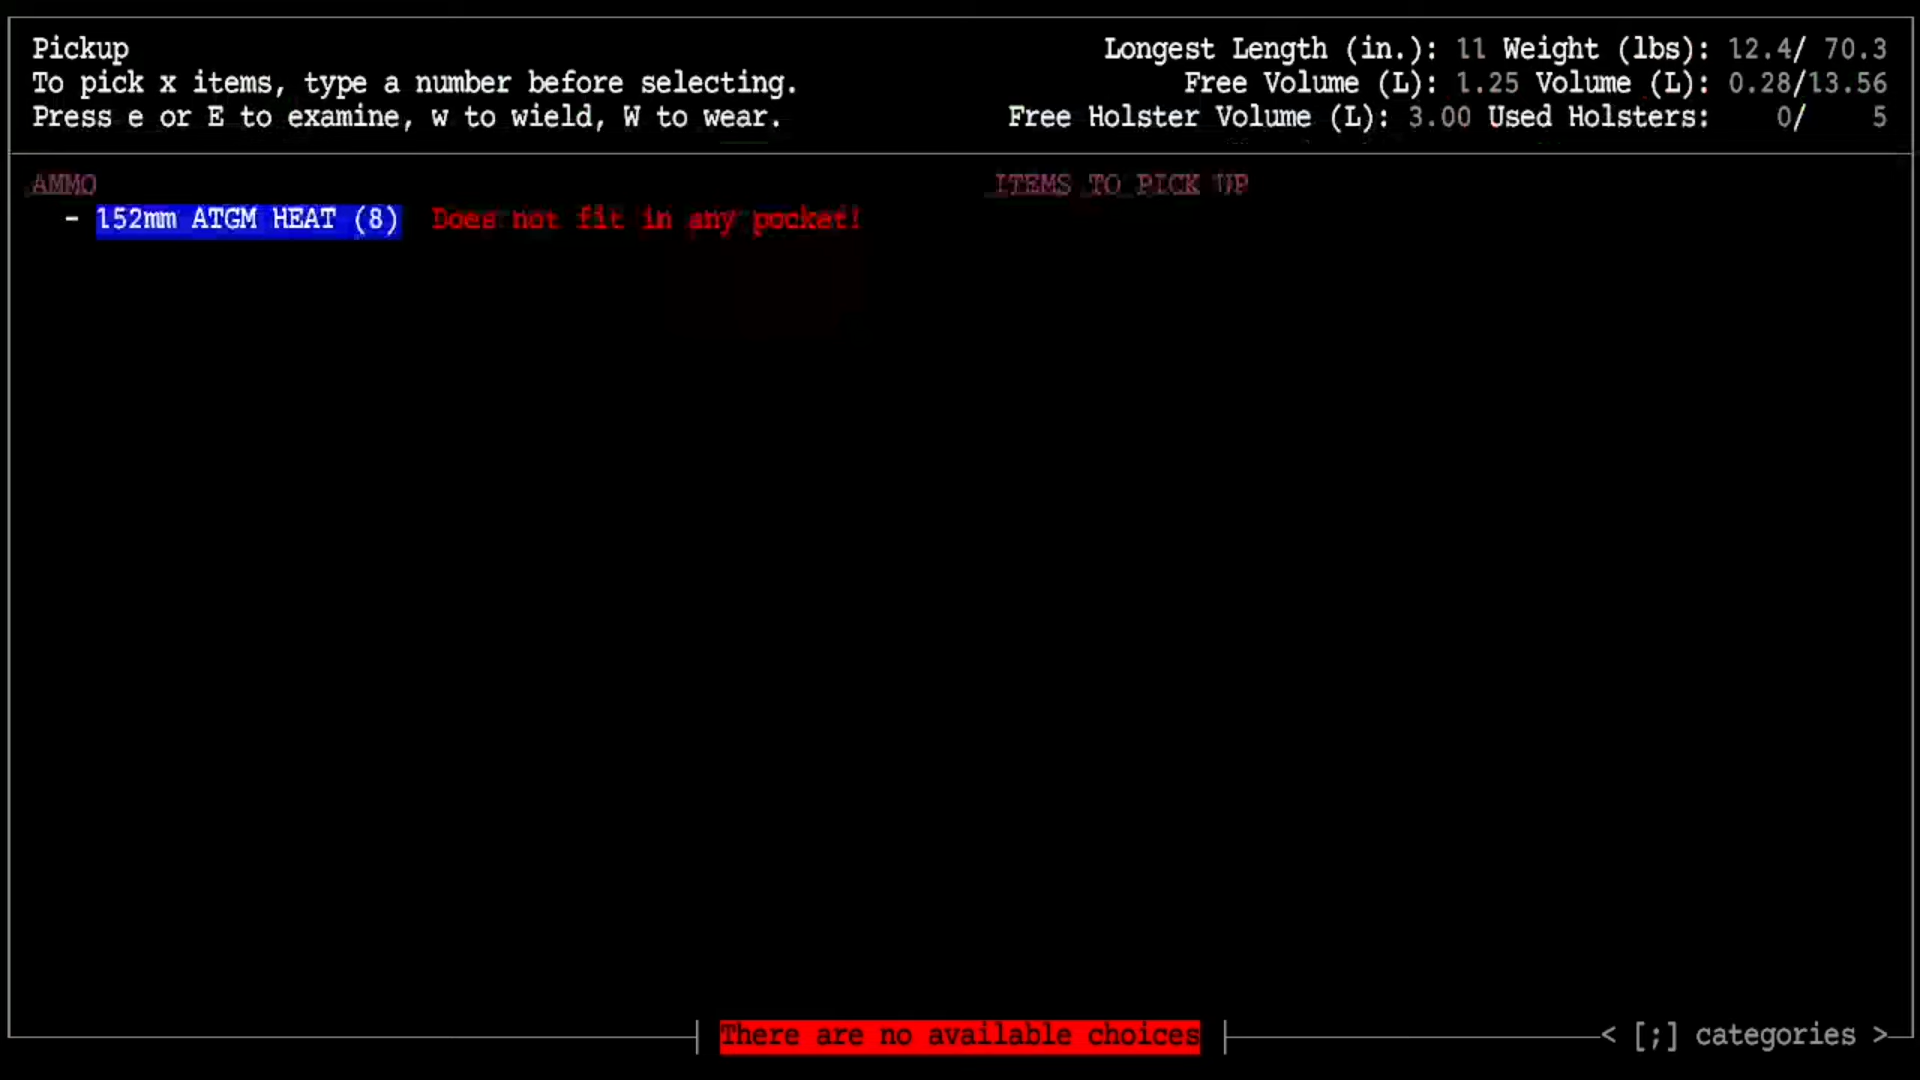 Pickup
To pick x items, type a number before selecting.
Press e or E to examine, w to wield, W to wear.
Longest Length (in.): 11 Weight (lbs): 12.4/ 70.3
Free Volume (L): 1.25 Volume (L): 0.28/13.56
Free Holster Volume (L): 3.00 Used Holsters: 0/ 5
AMMO
- 152mm ATGM HEAT (8) Does not fit in any pocket!
ITEMS TO PICK UP
There are no available choices
< [;] categories >